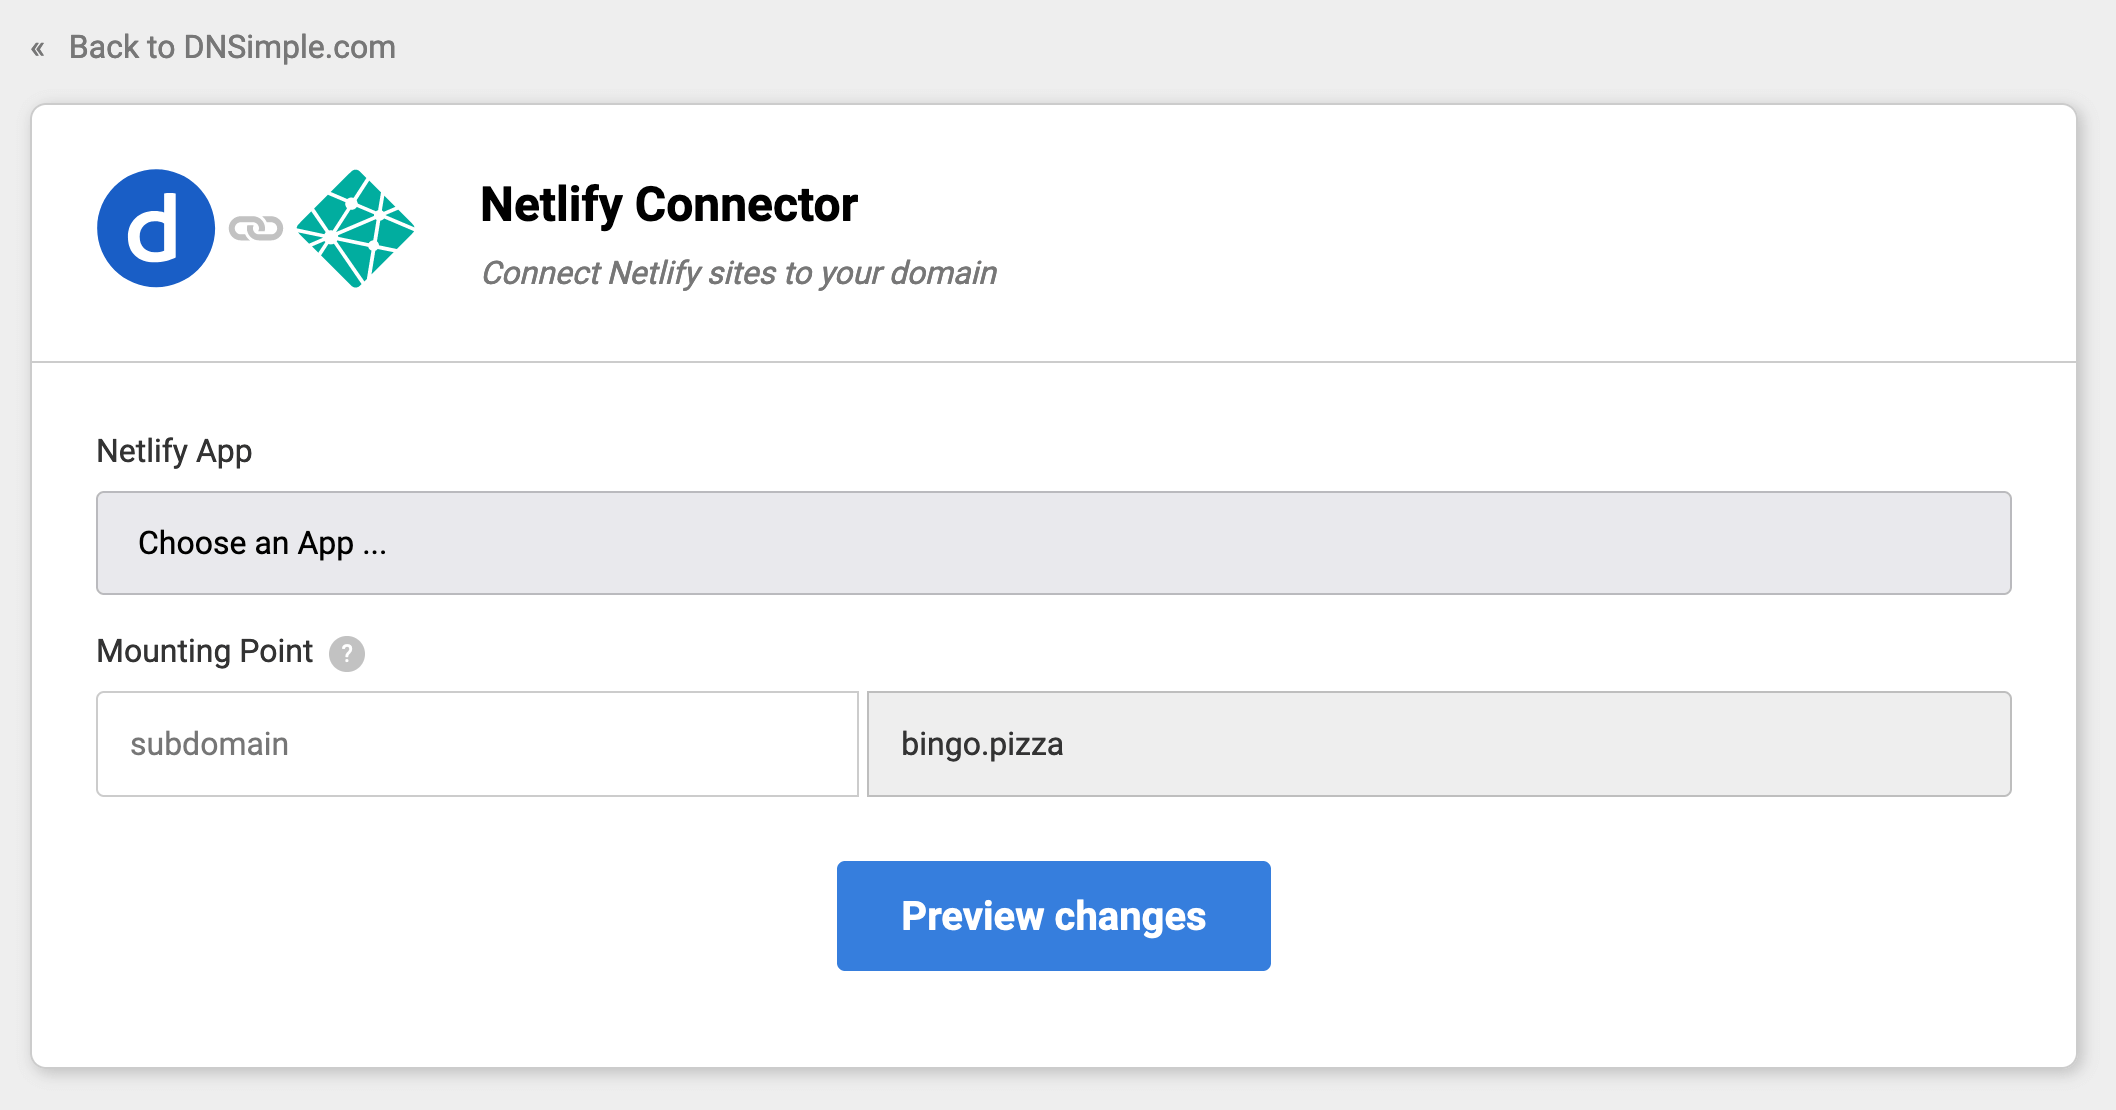 « Back to DNSimple.com
d
Netlify Connector
Connect Netlify sites to your domain
Netlify App
Choose an App ...
Mounting Point ?
subdomain bingo.pizza
Preview changes